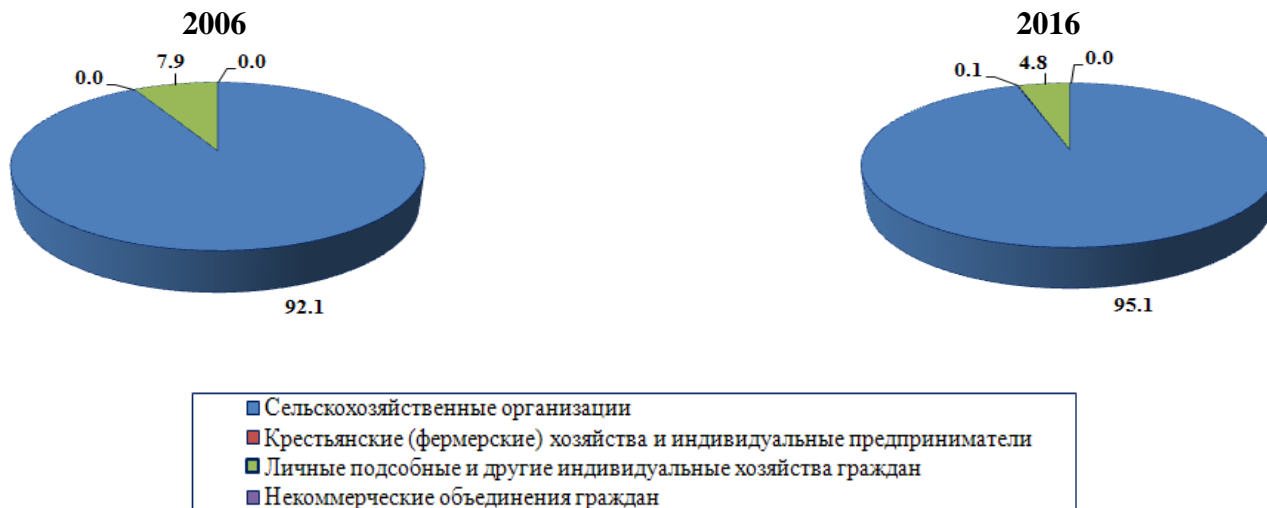 2006
2016
0.0
7.9
0.0
92.1
0.1
4.8
0.0
95.1
Сельскохозяйственные организации
Крестьянские (фермерские) хозяйства и индивидуальные предприниматели
Личные подсобные и другие индивидуальные хозяйства граждан
Некоммерческие объединения граждан